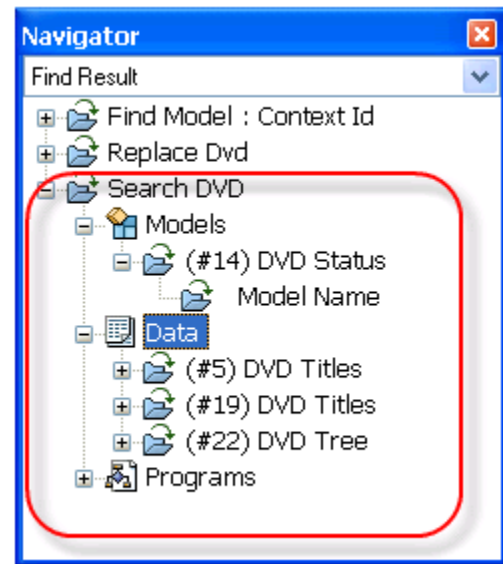 Navigator
Find Result
Find Model : Context Id
Replace Dvd
Search DVD
Models
(#14) DVD Status
Model Name
Data
(#5) DVD Titles
(#19) DVD Titles
(#22) DVD Tree
Programs